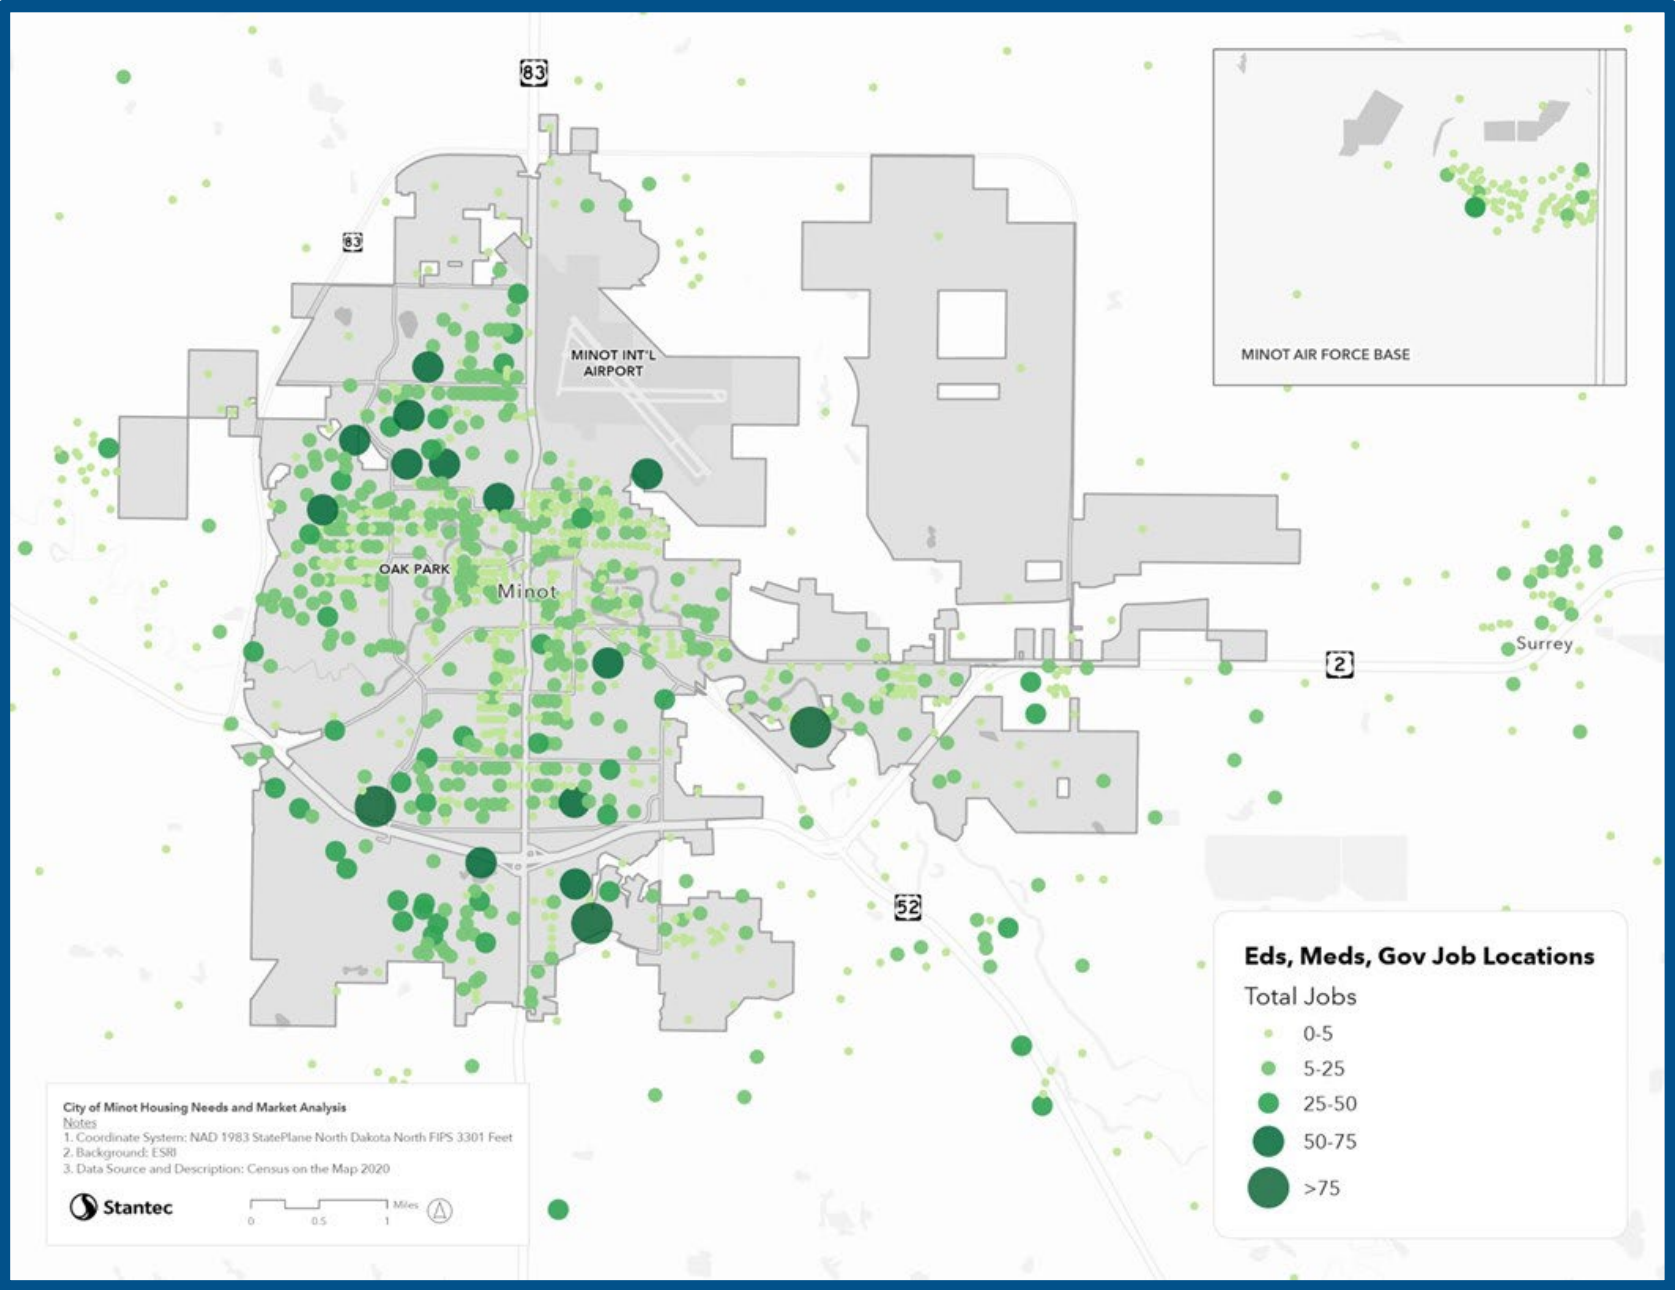 83
83
MINOT INT'L
AIRPORT
MINOT AIR FORCE BASE
OAK PARK
Minot
Surrey
2
52
Eds, Meds, Gov Job Locations
Total Jobs
0-5
5-25
25-50
50-75
>75
City of Minot Housing Needs and Market Analysis
Notes
1. Coordinate System: NAD 1983 StatePlane North Dakota North FIPS 3301 Feet
2. Background: ESRI
3. Data Source and Description: Census on the Map 2020
Stantec
Miles
0 0.5 1